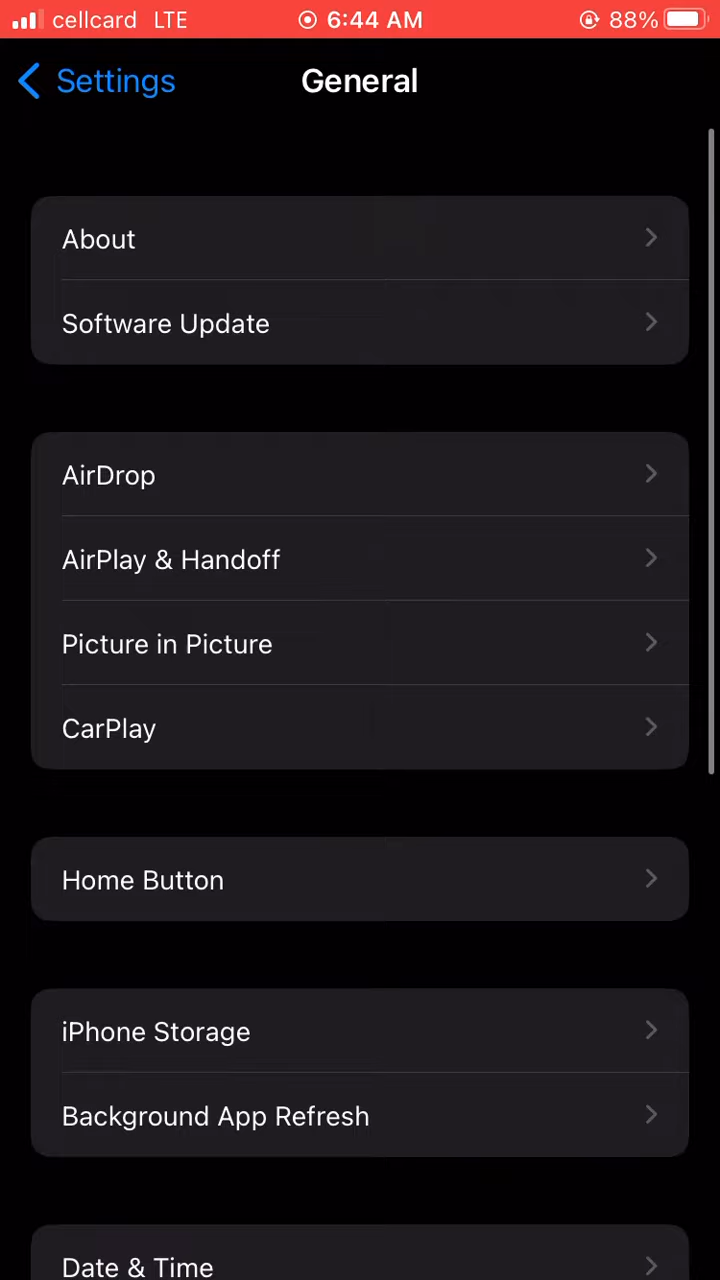 cellcard LTE 6:44 AM 88%
Settings General
About
Software Update
AirDrop
AirPlay & Handoff
Picture in Picture
CarPlay
Home Button
iPhone Storage
Background App Refresh
Date & Time